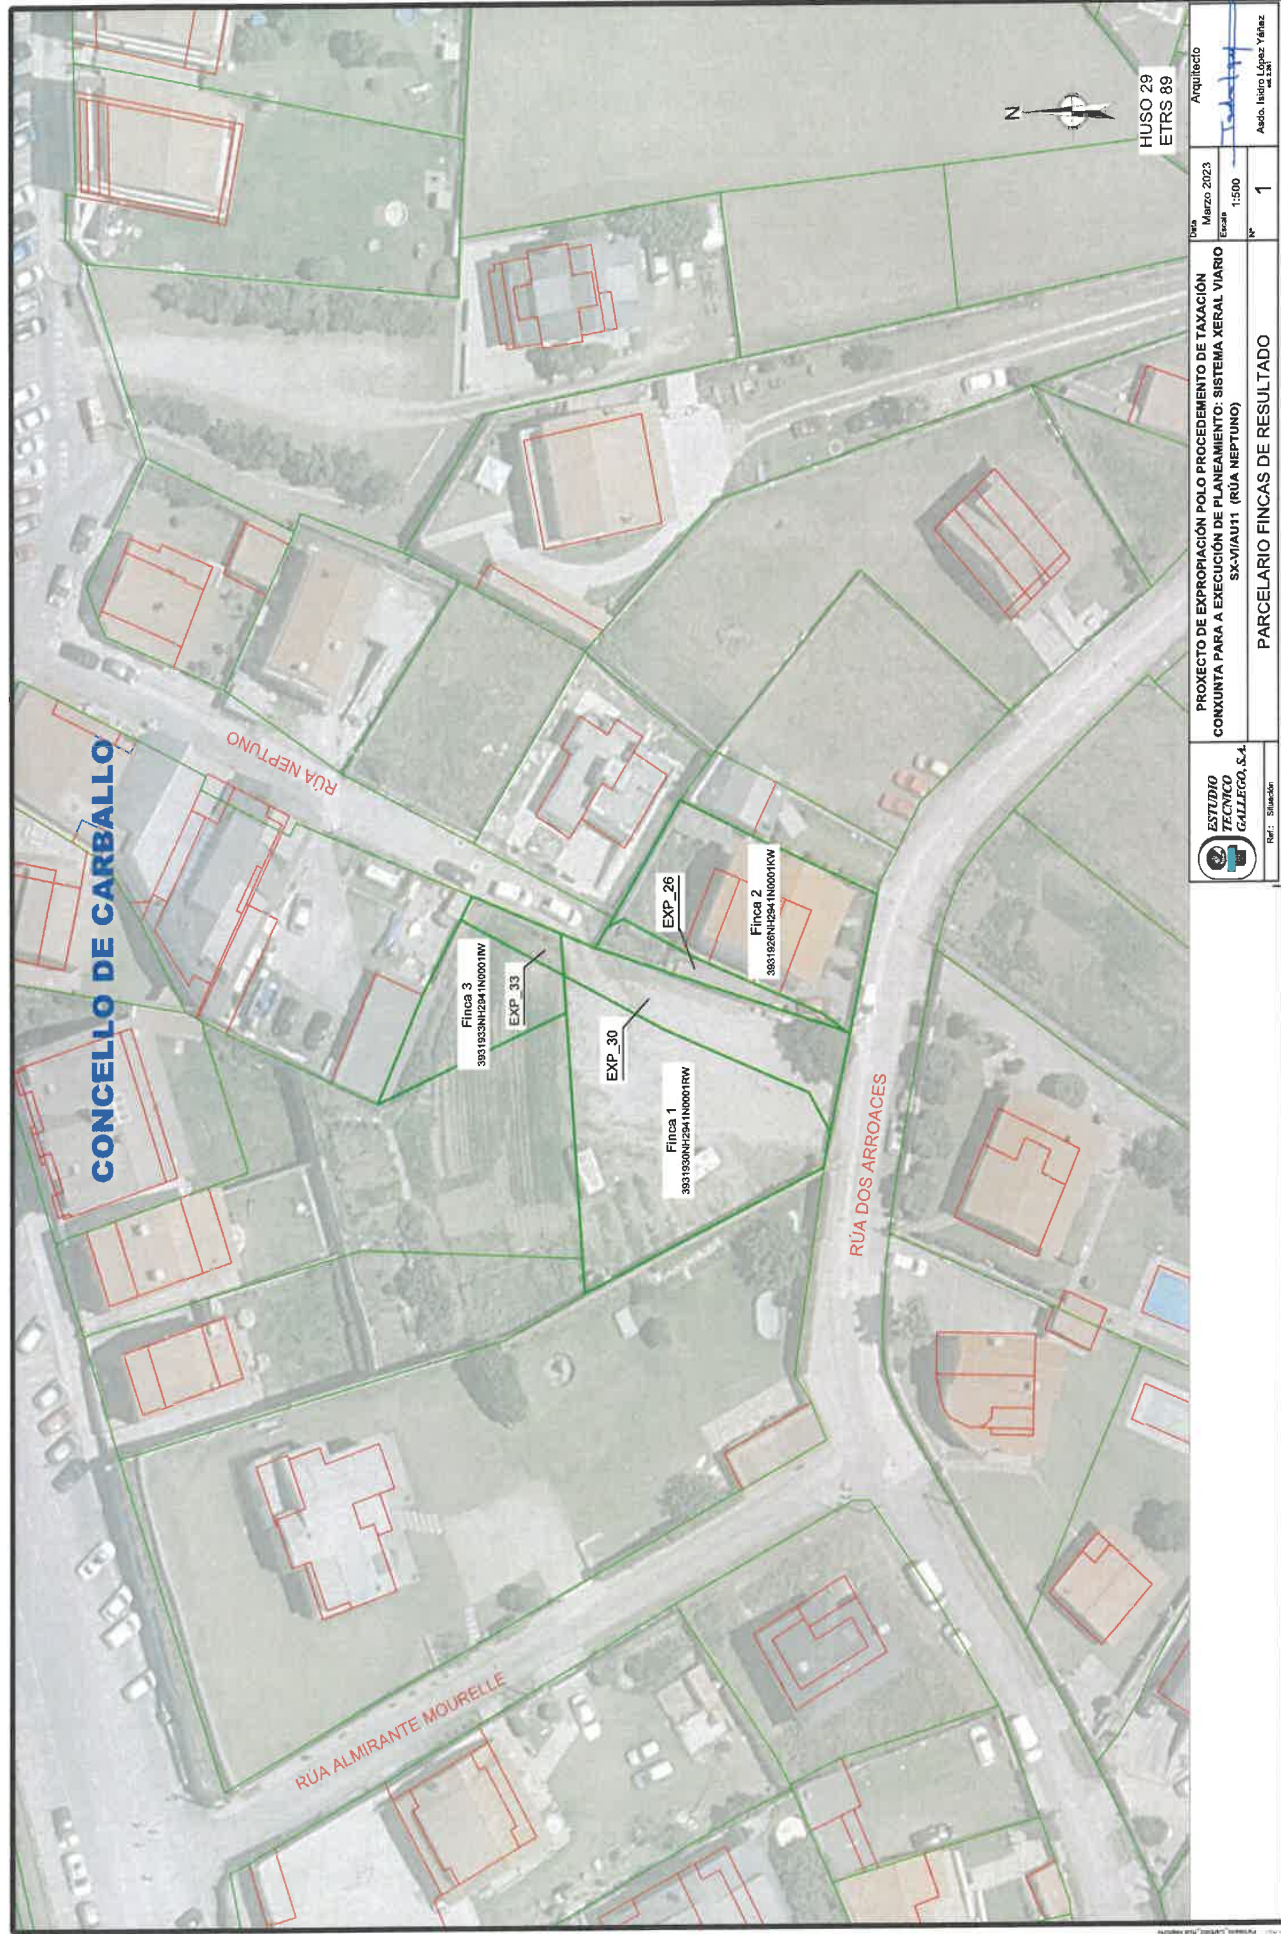 CONCELLO DE CARBALLO
RÚA NEPTUNO
Finca 3
3931933NH2941N0001IW
EXP_33
EXP_30
EXP_26
Finca 2
3931926NH2941N0001KW
Finca 1
3931930NH2941N0001RW
RÚA DOS ARROACES
RÚA ALMIRANTE MOURELLE
N
HUSO 29
ETRS 89
ESTUDIO
TECNICO
GALLEGO, S.A.
Ref.: Situación
PROXECTO DE EXPROPIACIÓN POLO PROCEDEMENTO DE TAXACIÓN
CONXUNTA PARA A EXECUCIÓN DE PLANEAMIENTO: SISTEMA XERAL VIARIO
SX-VI/AU11 (RÚA NEPTUNO)
PARCELARIO FINCAS DE RESULTADO
Data
Marzo 2023
Escala
1:500
Nº
1
Arquitecto
Asdo. Isidro López Yáñez